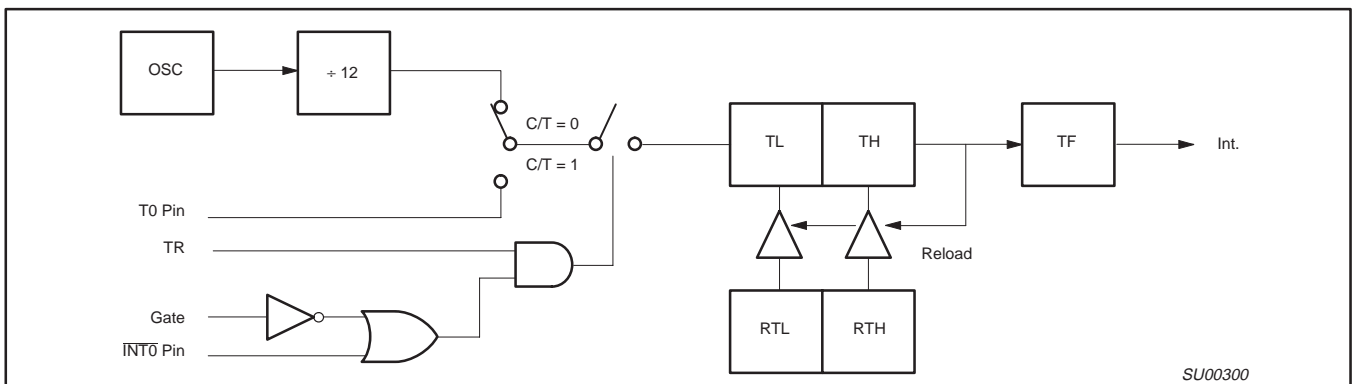 OSC
÷ 12
C/T = 0
C/T = 1
TL
TH
TF
Int.
T0 Pin
TR
Reload
Gate
INT0 Pin
RTL
RTH
SU00300